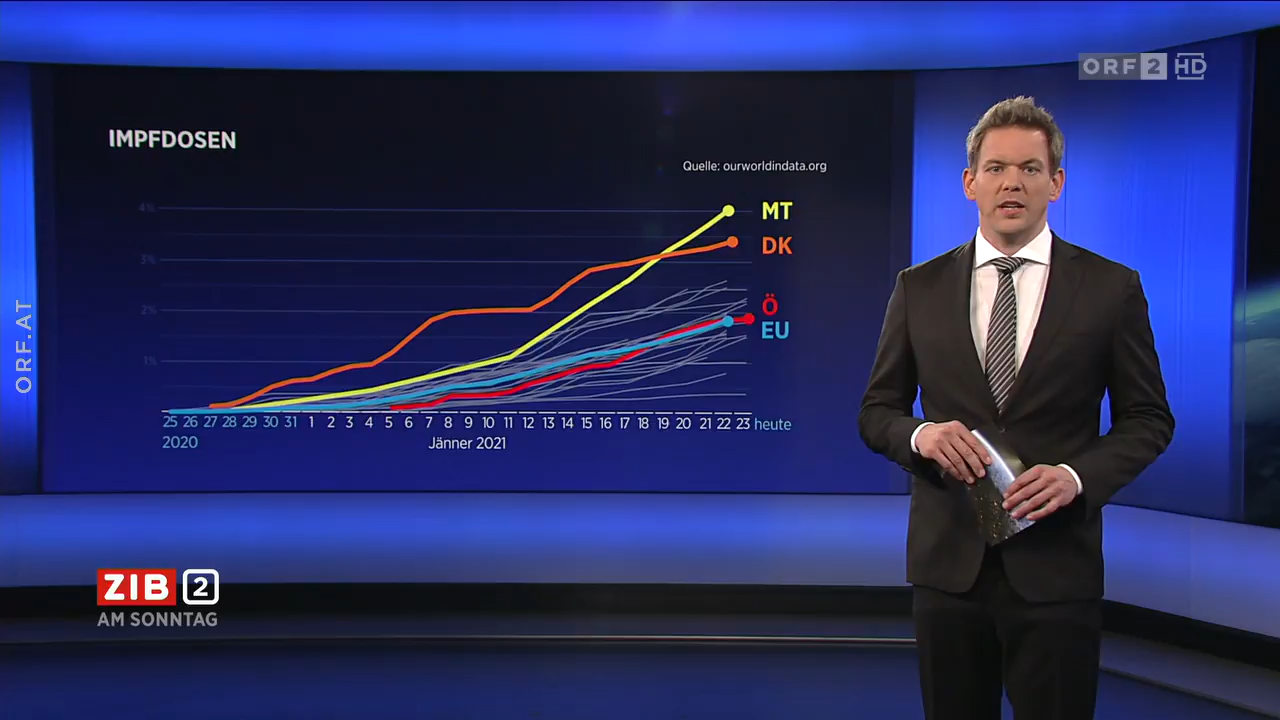 ORF 2 HD
IMPFDOSEN
Quelle: ourworldindata.org
4%
MT
DK
3%
2%
Ö
EU
1%
25 26 27 28 29 30 31 1 2 3 4 5 6 7 8 9 10 11 12 13 14 15 16 17 18 19 20 21 22 23 heute
2020 Jänner 2021
ORF.AT
ZIB 2
AM SONNTAG